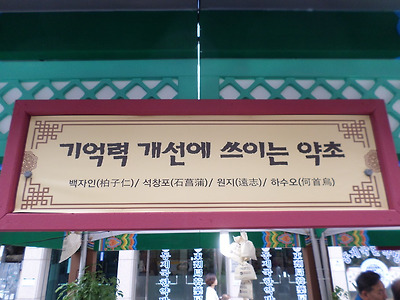 기억력 개선에 쓰이는 약초
백자인(柏子仁)/ 석창포(石菖蒲)/ 원지(遠志)/ 하수오(何首烏)